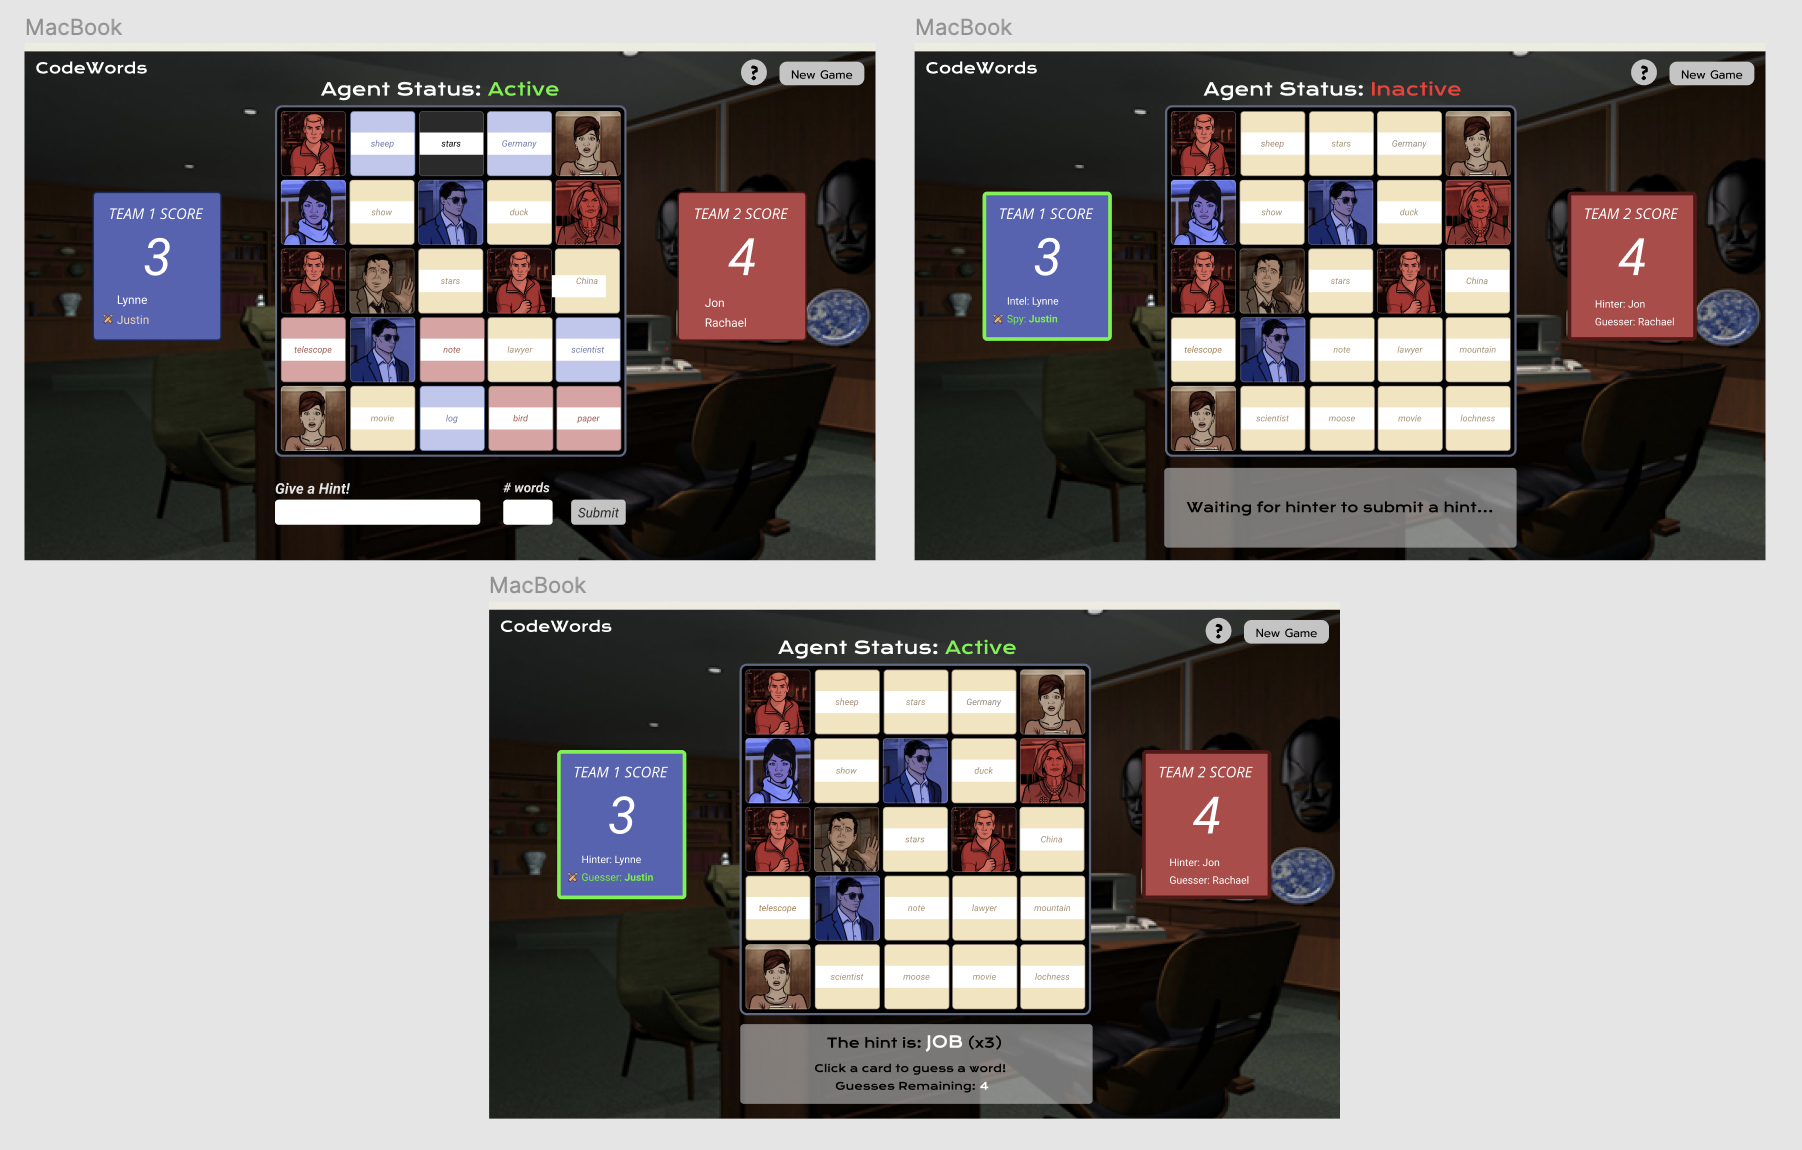 MacBook
CodeWords
? New Game
Agent Status: Active
sheep stars Germany
show duck
stars China
telescope note lawyer scientist
movie log bird paper
TEAM 1 SCORE
3
Lynne
Justin
TEAM 2 SCORE
4
Jon
Rachael
Give a Hint! # words
Submit
MacBook
CodeWords
? New Game
Agent Status: Inactive
sheep stars Germany
show duck
stars China
telescope note lawyer mountain
scientist moose movie lochness
TEAM 1 SCORE
3
Intel: Lynne
Spy: Justin
TEAM 2 SCORE
4
Hinter: Jon
Guesser: Rachael
Waiting for hinter to submit a hint...
MacBook
CodeWords
? New Game
Agent Status: Active
sheep stars Germany
show duck
stars China
telescope note lawyer mountain
scientist moose movie lochness
TEAM 1 SCORE
3
Hinter: Lynne
Guesser: Justin
TEAM 2 SCORE
4
Hinter: Jon
Guesser: Rachael
The hint is: JOB (x3)
Click a card to guess a word!
Guesses Remaining: 4